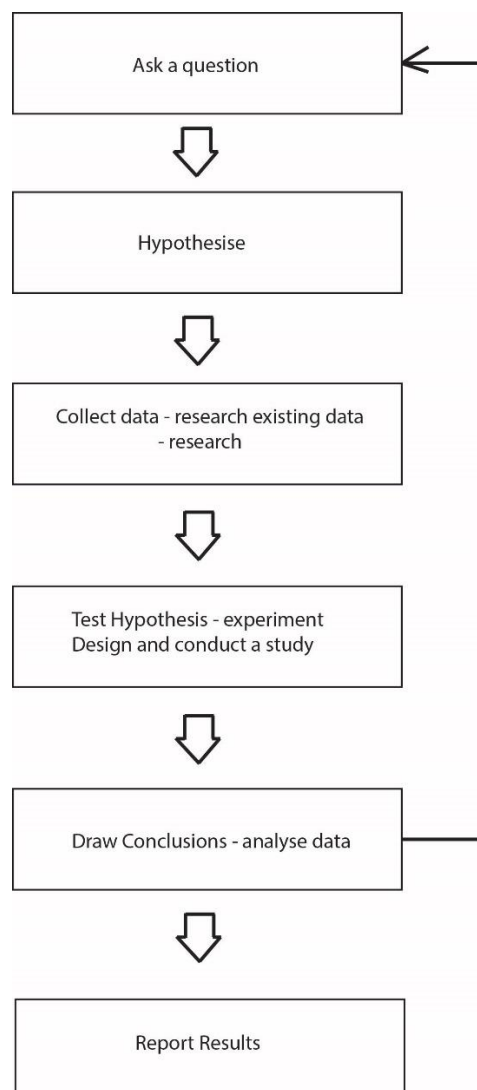 Ask a question
Hypothesise
Collect data - research existing data
- research
Test Hypothesis - experiment
Design and conduct a study
Draw Conclusions - analyse data
Report Results